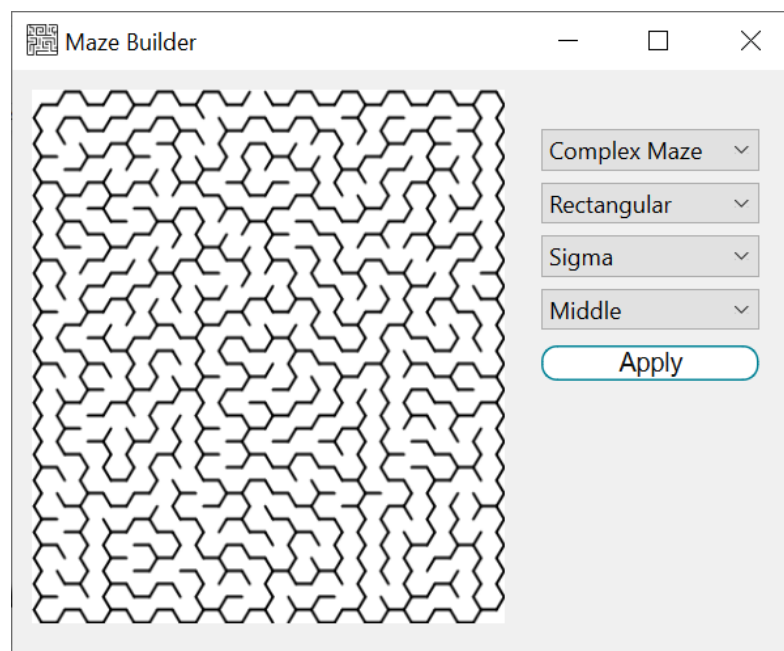 Maze Builder
Complex Maze
Rectangular
Sigma
Middle
Apply